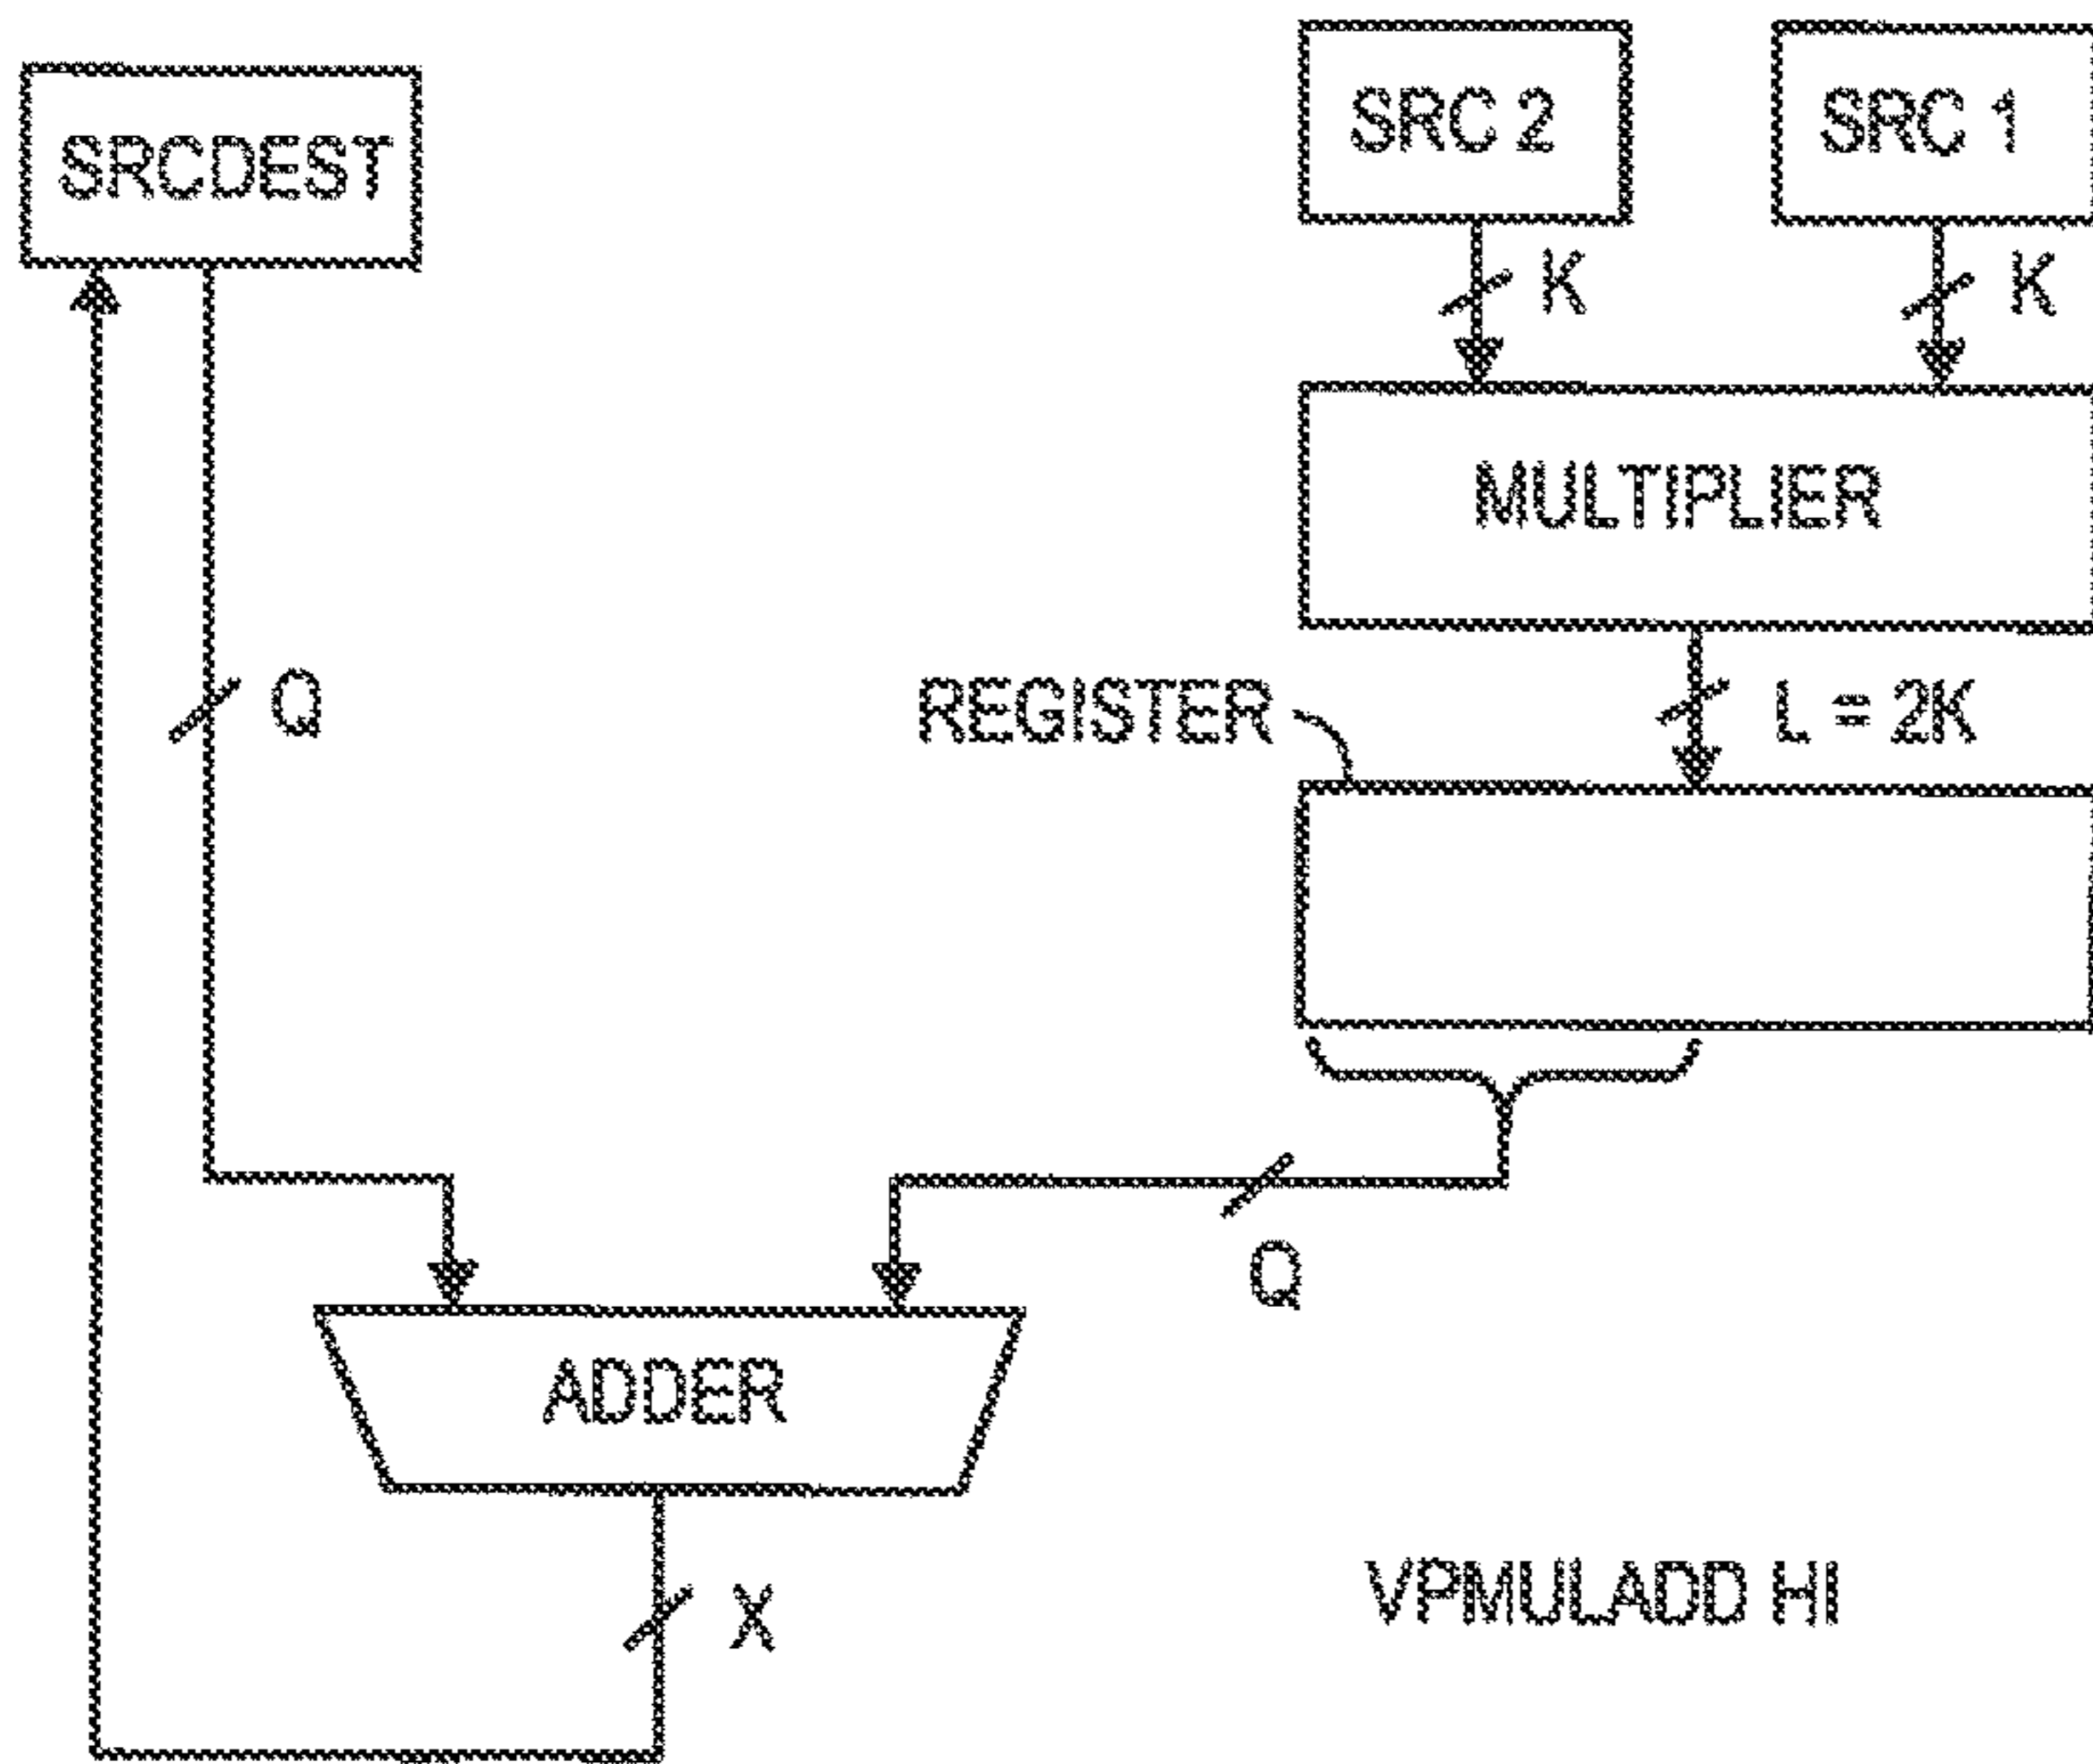 SRCDEST
SRC 2
SRC 1
K
K
MULTIPLIER
Q
REGISTER
L = 2K
Q
ADDER
X
VPMULADD HI